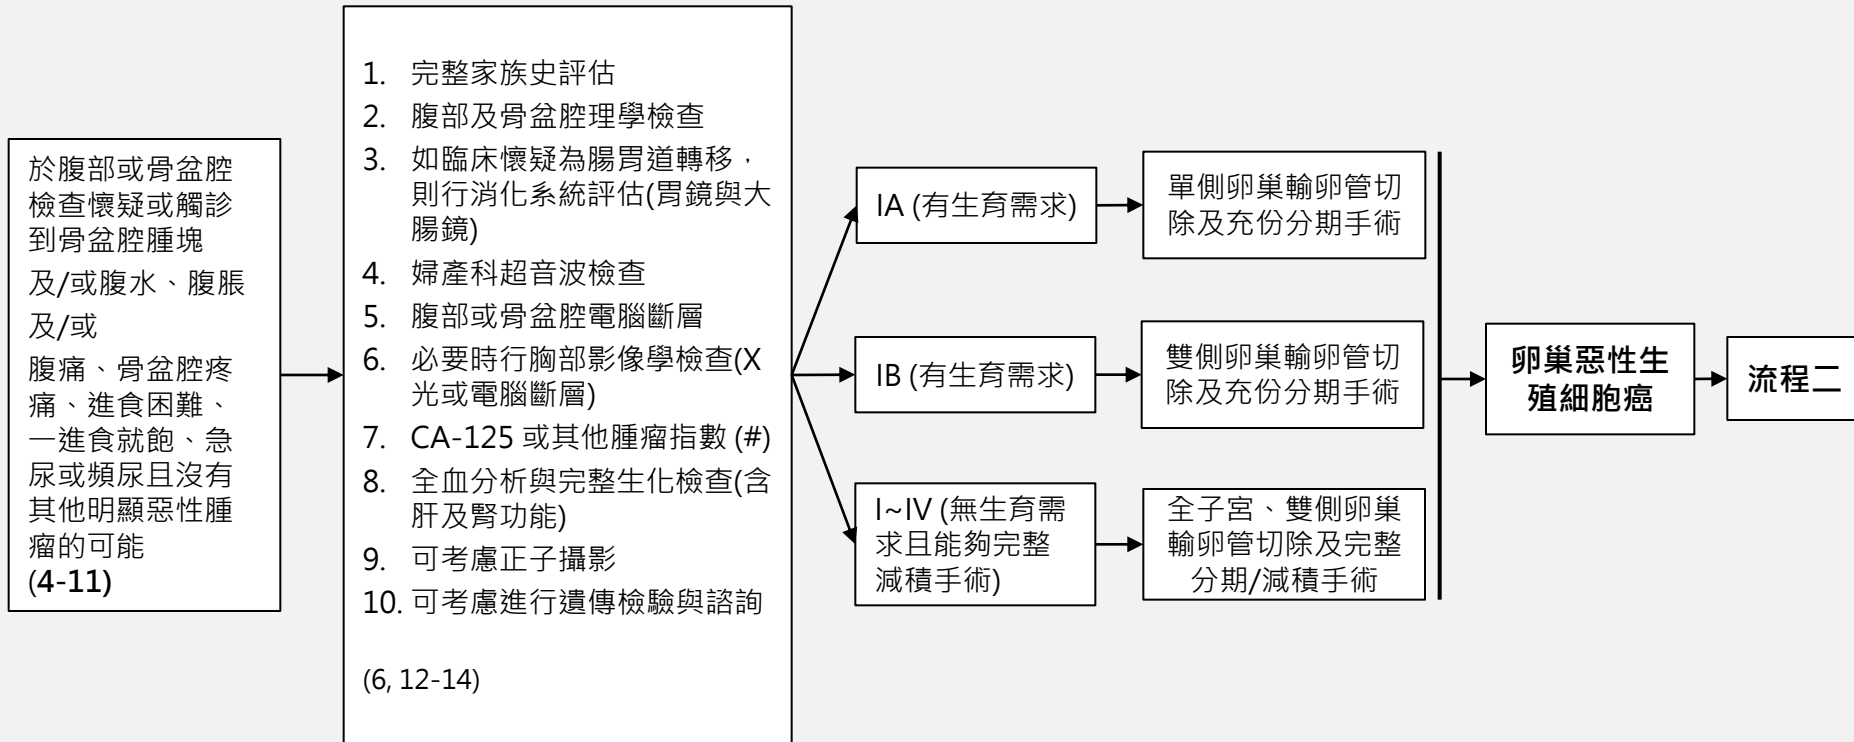 於腹部或骨盆腔
檢查懷疑或觸診
到骨盆腔腫塊
及/或腹水、腹脹
及/或
腹痛、骨盆腔疼
痛、進食困難、
一進食就飽、急
尿或頻尿且沒有
其他明顯惡性腫
瘤的可能
(4-11)
1. 完整家族史評估
2. 腹部及骨盆腔理學檢查
3. 如臨床懷疑為腸胃道轉移，
則行消化系統評估(胃鏡與大
腸鏡)
4. 婦產科超音波檢查
5. 腹部或骨盆腔電腦斷層
6. 必要時行胸部影像學檢查(X
光或電腦斷層)
7. CA-125 或其他腫瘤指數 (#)
8. 全血分析與完整生化檢查(含
肝及腎功能)
9. 可考慮正子攝影
10. 可考慮進行遺傳檢驗與諮詢
(6, 12-14)
IA (有生育需求)
單側卵巢輸卵管切
除及充份分期手術
IB (有生育需求)
雙側卵巢輸卵管切
除及充份分期手術
I~IV (無生育需
求且能夠完整
減積手術)
全子宮、雙側卵巢
輸卵管切除及完整
分期/減積手術
卵巢惡性生
殖細胞癌
流程二